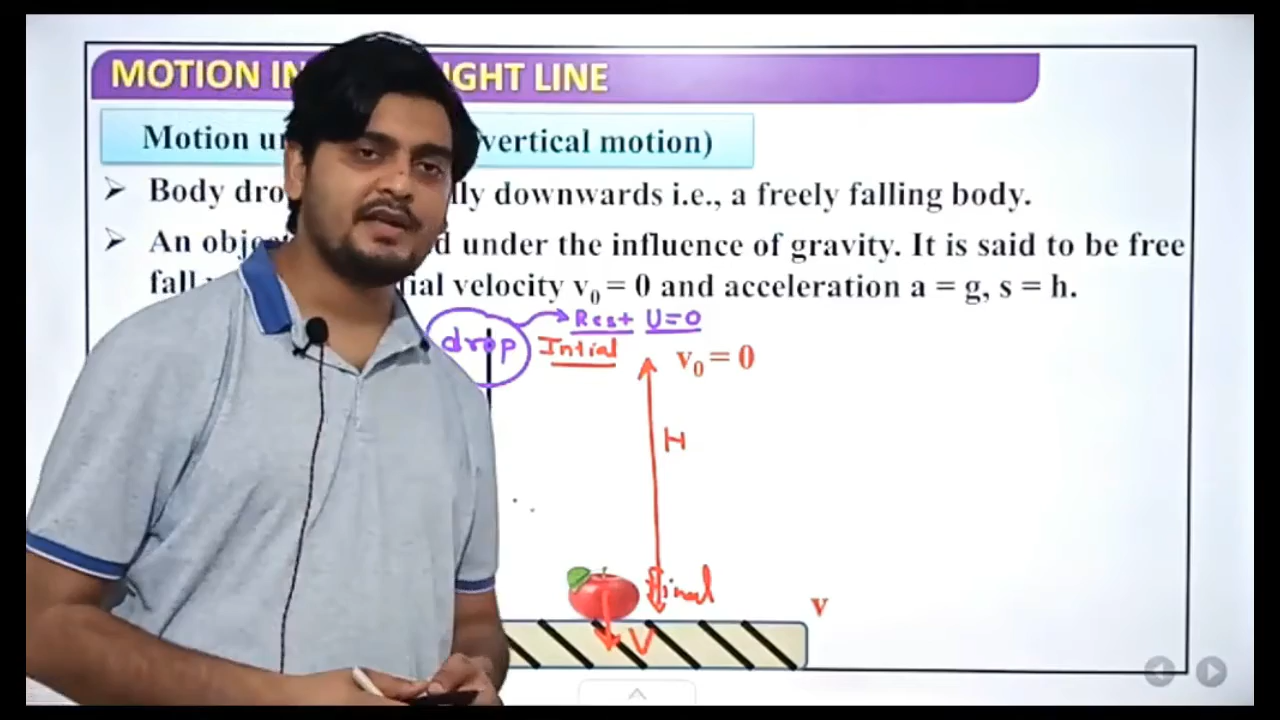 MOTION IN GHT LINE
Motion u vertical motion)
Body dro lly downwards i.e., a freely falling body.
An obje d under the influence of gravity. It is said to be free
fall tial velocity v₀ = 0 and acceleration a = g, s = h.
drop Rest U=0
Intial v₀ = 0
H
final
v
V